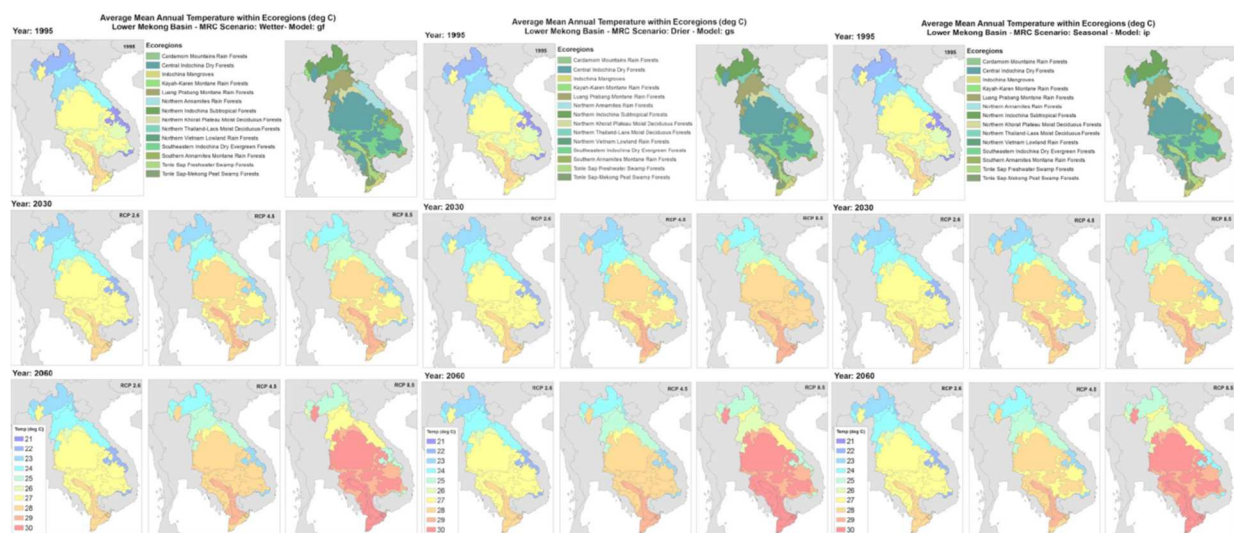 Average Mean Annual Temperature within Ecoregions (deg C)
Lower Mekong Basin - MRC Scenario: Wetter- Model: gf
Year: 1995
1995
Ecoregions
Cardamom Mountains Rain Forests
Central Indochina Dry Forests
Indochina Mangroves
Kayah-Karen Montane Rain Forests
Luang Prabang Montane Rain Forests
Northern Annamites Rain Forests
Northern Indochina Subtropical Forests
Northern Khorat Plateau Moist Deciduous Forests
Northern Thailand-Laos Moist Deciduous Forests
Northern Vietnam Lowland Rain Forests
Southeastern Indochina Dry Evergreen Forests
Southern Annamites Montane Rain Forests
Tonle Sap Freshwater Swamp Forests
Tonle Sap-Mekong Peat Swamp Forests
Year: 2030
RCP 2.6
RCP 4.5
RCP 8.5
Year: 2060
RCP 2.6
RCP 4.5
RCP 8.5
Temp (deg C)
21
22
23
24
25
26
27
28
29
30
Average Mean Annual Temperature within Ecoregions (deg C)
Lower Mekong Basin - MRC Scenario: Drier - Model: gs
Year: 1995
1995
Ecoregions
Cardamom Mountains Rain Forests
Central Indochina Dry Forests
Indochina Mangroves
Kayah-Karen Montane Rain Forests
Luang Prabang Montane Rain Forests
Northern Annamites Rain Forests
Northern Indochina Subtropical Forests
Northern Khorat Plateau Moist Deciduous Forests
Northern Thailand-Laos Moist Deciduous Forests
Northern Vietnam Lowland Rain Forests
Southeastern Indochina Dry Evergreen Forests
Southern Annamites Montane Rain Forests
Tonle Sap Freshwater Swamp Forests
Tonle Sap-Mekong Peat Swamp Forests
Year: 2030
RCP 2.6
RCP 4.5
RCP 8.5
Year: 2060
RCP 2.6
RCP 4.5
RCP 8.5
Temp (deg C)
21
22
23
24
25
26
27
28
29
30
Average Mean Annual Temperature within Ecoregions (deg C)
Lower Mekong Basin - MRC Scenario: Seasonal - Model: ip
Year: 1995
1995
Ecoregions
Cardamom Mountains Rain Forests
Central Indochina Dry Forests
Indochina Mangroves
Kayah-Karen Montane Rain Forests
Luang Prabang Montane Rain Forests
Northern Annamites Rain Forests
Northern Indochina Subtropical Forests
Northern Khorat Plateau Moist Deciduous Forests
Northern Thailand-Laos Moist Deciduous Forests
Northern Vietnam Lowland Rain Forests
Southeastern Indochina Dry Evergreen Forests
Southern Annamites Montane Rain Forests
Tonle Sap Freshwater Swamp Forests
Tonle Sap-Mekong Peat Swamp Forests
Year: 2030
RCP 2.6
RCP 4.5
RCP 8.5
Year: 2060
RCP 2.6
RCP 4.5
RCP 8.5
Temp (deg C)
21
22
23
24
25
26
27
28
29
30